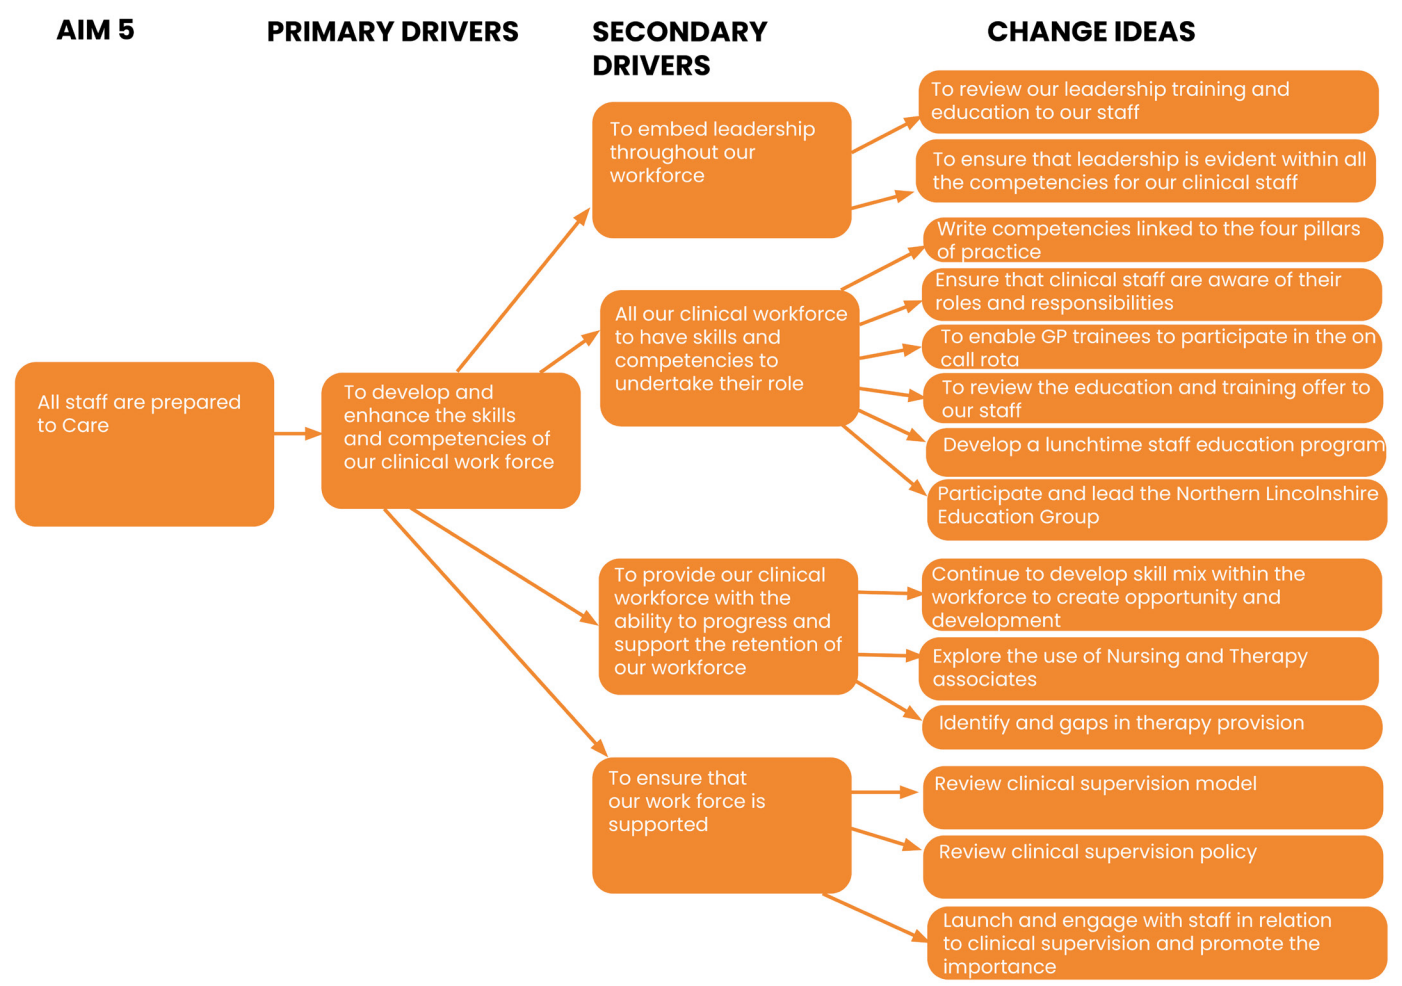 AIM 5
PRIMARY DRIVERS
SECONDARY
DRIVERS
CHANGE IDEAS
All staff are prepared
to Care
To develop and
enhance the skills
and competencies of
our clinical work force
To embed leadership
throughout our
workforce
To review our leadership training and
education to our staff
To ensure that leadership is evident within all
the competencies for our clinical staff
All our clinical workforce
to have skills and
competencies to
undertake their role
Write competencies linked to the four pillars
of practice
Ensure that clinical staff are aware of their
roles and responsibilities
To enable GP trainees to participate in the on
call rota
To review the education and training offer to
our staff
Develop a lunchtime staff education program
Participate and lead the Northern Lincolnshire
Education Group
To provide our clinical
workforce with the
ability to progress and
support the retention of
our workforce
Continue to develop skill mix within the
workforce to create opportunity and
development
Explore the use of Nursing and Therapy
associates
Identify and gaps in therapy provision
To ensure that
our work force is
supported
Review clinical supervision model
Review clinical supervision policy
Launch and engage with staff in relation
to clinical supervision and promote the
importance